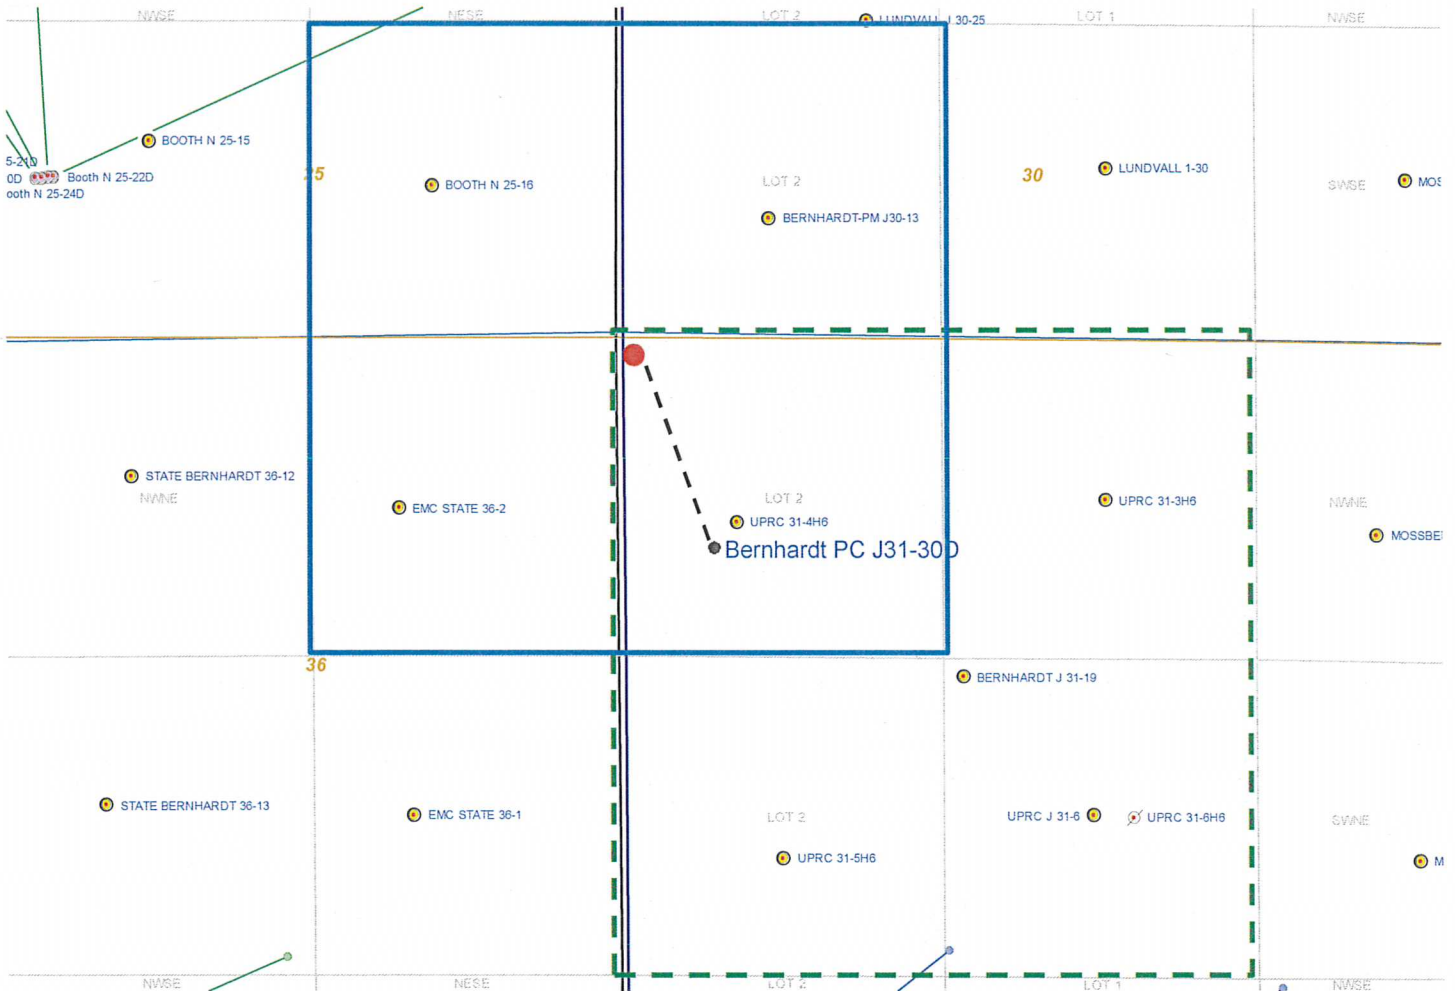 NWSE
NESE
LOT 2
LUNDVALL J 30-25
LOT 1
NWSE
BOOTH N 25-15
5-21D
0D
Booth N 25-22D
ooth N 25-24D
25
BOOTH N 25-16
LOT 2
BERNHARDT-PM J30-13
30
LUNDVALL 1-30
SWSE
MOS
STATE BERNHARDT 36-12
NWNE
EMC STATE 36-2
LOT 2
UPRC 31-4H6
Bernhardt PC J31-30D
UPRC 31-3H6
NWNE
MOSSBE
36
BERNHARDT J 31-19
STATE BERNHARDT 36-13
EMC STATE 36-1
LOT 2
UPRC 31-5H6
UPRC J 31-6
UPRC 31-6H6
SWNE
M
NWSE
NESE
LOT 2
LOT 1
NWSE